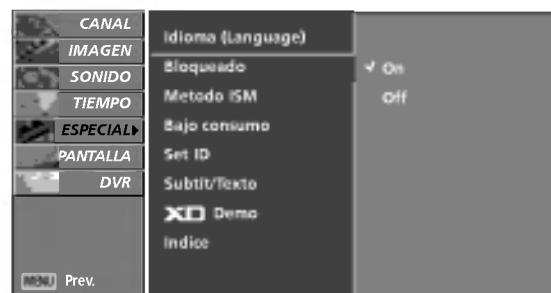 CANAL
IMAGEN
SONIDO
TIEMPO
ESPECIAL
PANTALLA
DVR
MENU Prev.
Idioma (Language)
Bloqueado
Metodo ISM
Bajo consumo
Set ID
Subtit/Texto
XD Demo
Indice
On
Off